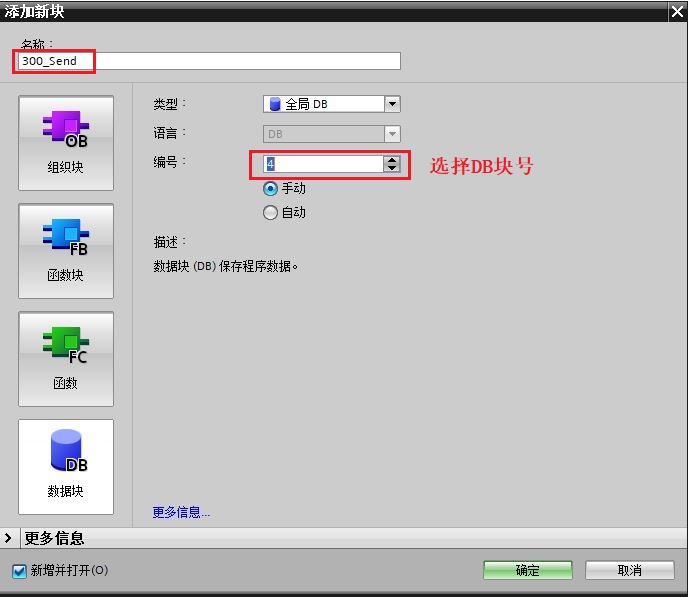 添加新块
名称：
300_Send
OB
组织块
FB
函数块
FC
函数
DB
数据块
类型：
全局 DB
语言：
DB
编号：
4
选择DB块号
手动
自动
描述：
数据块 (DB) 保存程序数据。
更多信息...
更多信息
新增并打开(O)
确定
取消